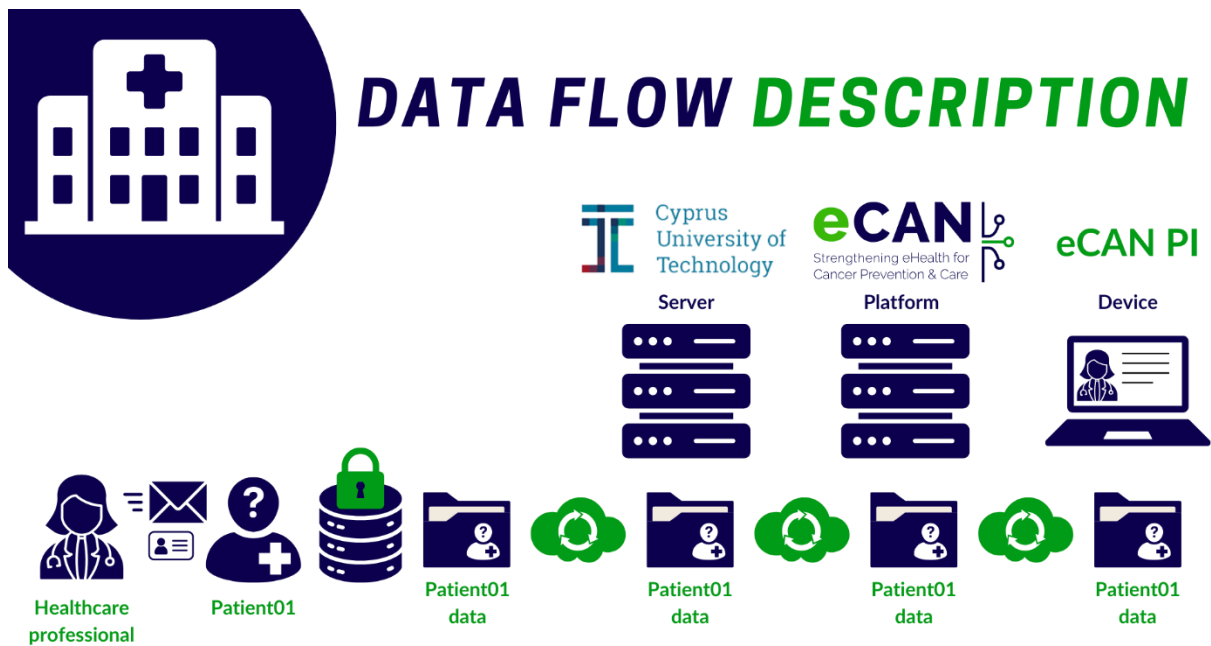 DATA FLOW DESCRIPTION
Cyprus
University of
Technology
eCAN
Strengthening eHealth for
Cancer Prevention & Care
eCAN PI
Server
Platform
Device
?
?
?
?
?
Healthcare
professional
Patient01
Patient01
data
Patient01
data
Patient01
data
Patient01
data